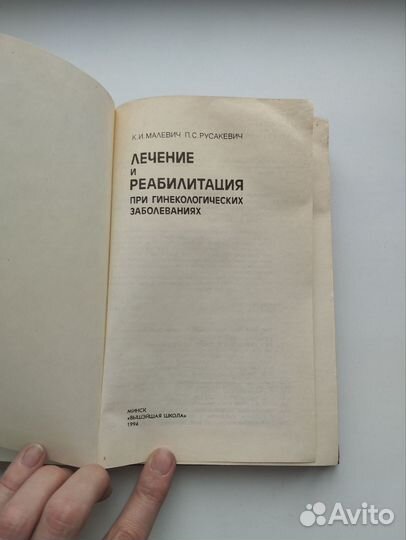 К.И.МАЛЕВИЧ П.С.РУСАКЕВИЧ
ЛЕЧЕНИЕ
И
РЕАБИЛИТАЦИЯ
ПРИ ГИНЕКОЛОГИЧЕСКИХ
ЗАБОЛЕВАНИЯХ
МИНСК
«ВЫШЭЙШАЯ ШКОЛА»
1994
Avito